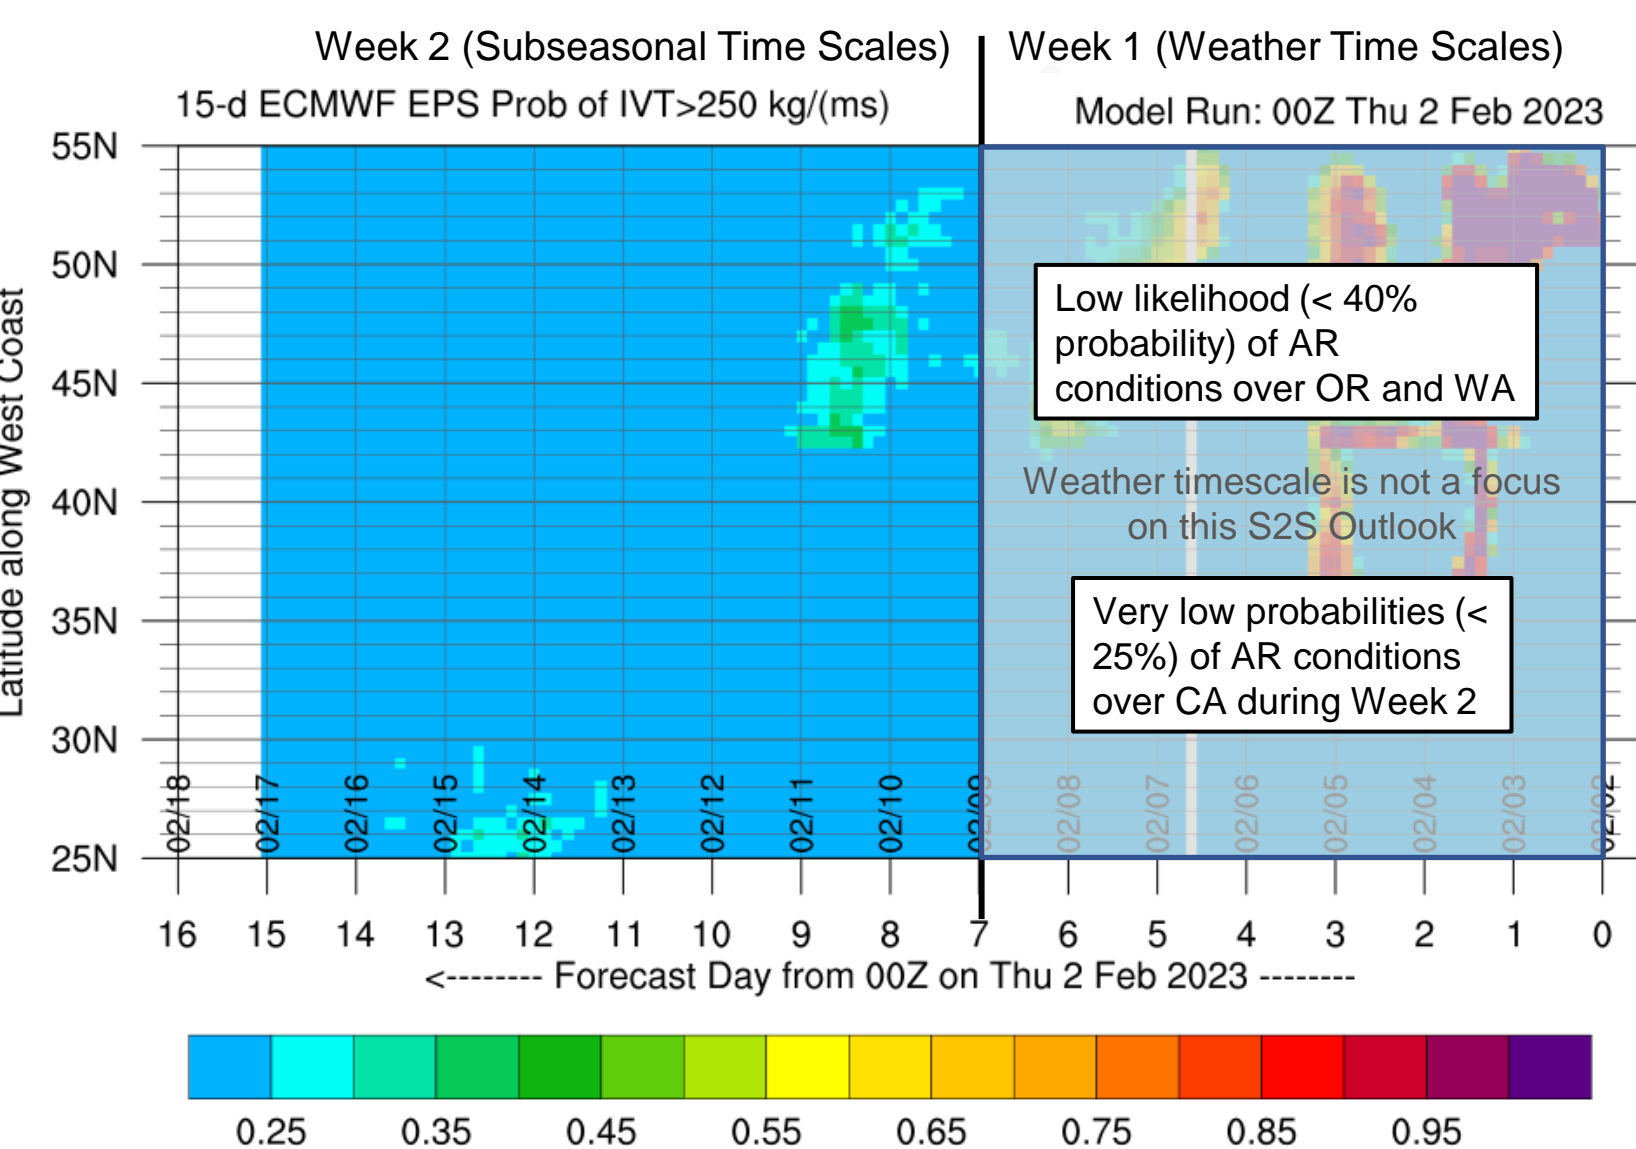 Week 2 (Subseasonal Time Scales)
Week 1 (Weather Time Scales)
15-d ECMWF EPS Prob of IVT>250 kg/(ms)
Model Run: 00Z Thu 2 Feb 2023
Latitude along West Coast
55N
50N
45N
40N
35N
30N
25N
Low likelihood (< 40%
probability) of AR
conditions over OR and WA
Weather timescale is not a focus
on this S2S Outlook
Very low probabilities (<
25%) of AR conditions
over CA during Week 2
02/18
02/17
02/16
02/15
02/14
02/13
02/12
02/11
02/10
02/09
02/08
02/07
02/06
02/05
02/04
02/03
02/02
16 15 14 13 12 11 10 9 8 7 6 5 4 3 2 1 0
<-------- Forecast Day from 00Z on Thu 2 Feb 2023 --------
0.25 0.35 0.45 0.55 0.65 0.75 0.85 0.95